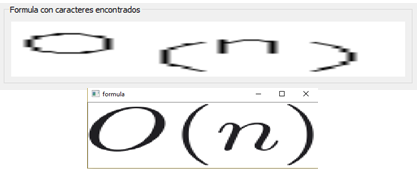 Formula con caracteres encontrados
O ( n )
formula
O(n)